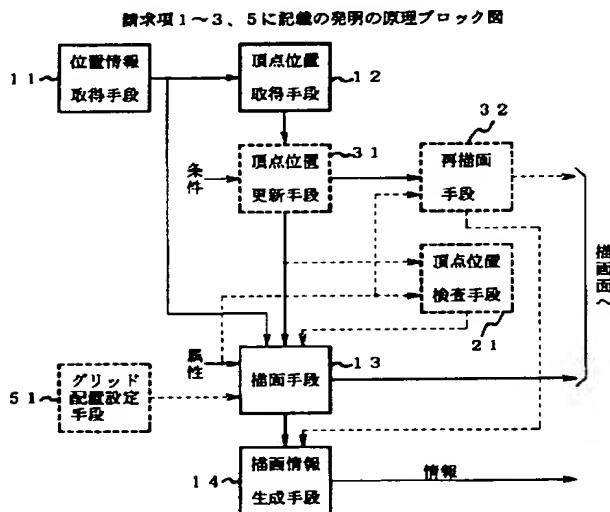 請求項1~3、5に記載の発明の原理ブロック図
11
位置情報
取得手段
頂点位置
取得手段
12
条件
頂点位置
更新手段
31
32
再描画
手段
頂点位置
検査手段
21
描画面へ
属性
描画手段
13
51
グリッド
配置設定
手段
14
描画情報
生成手段
情報